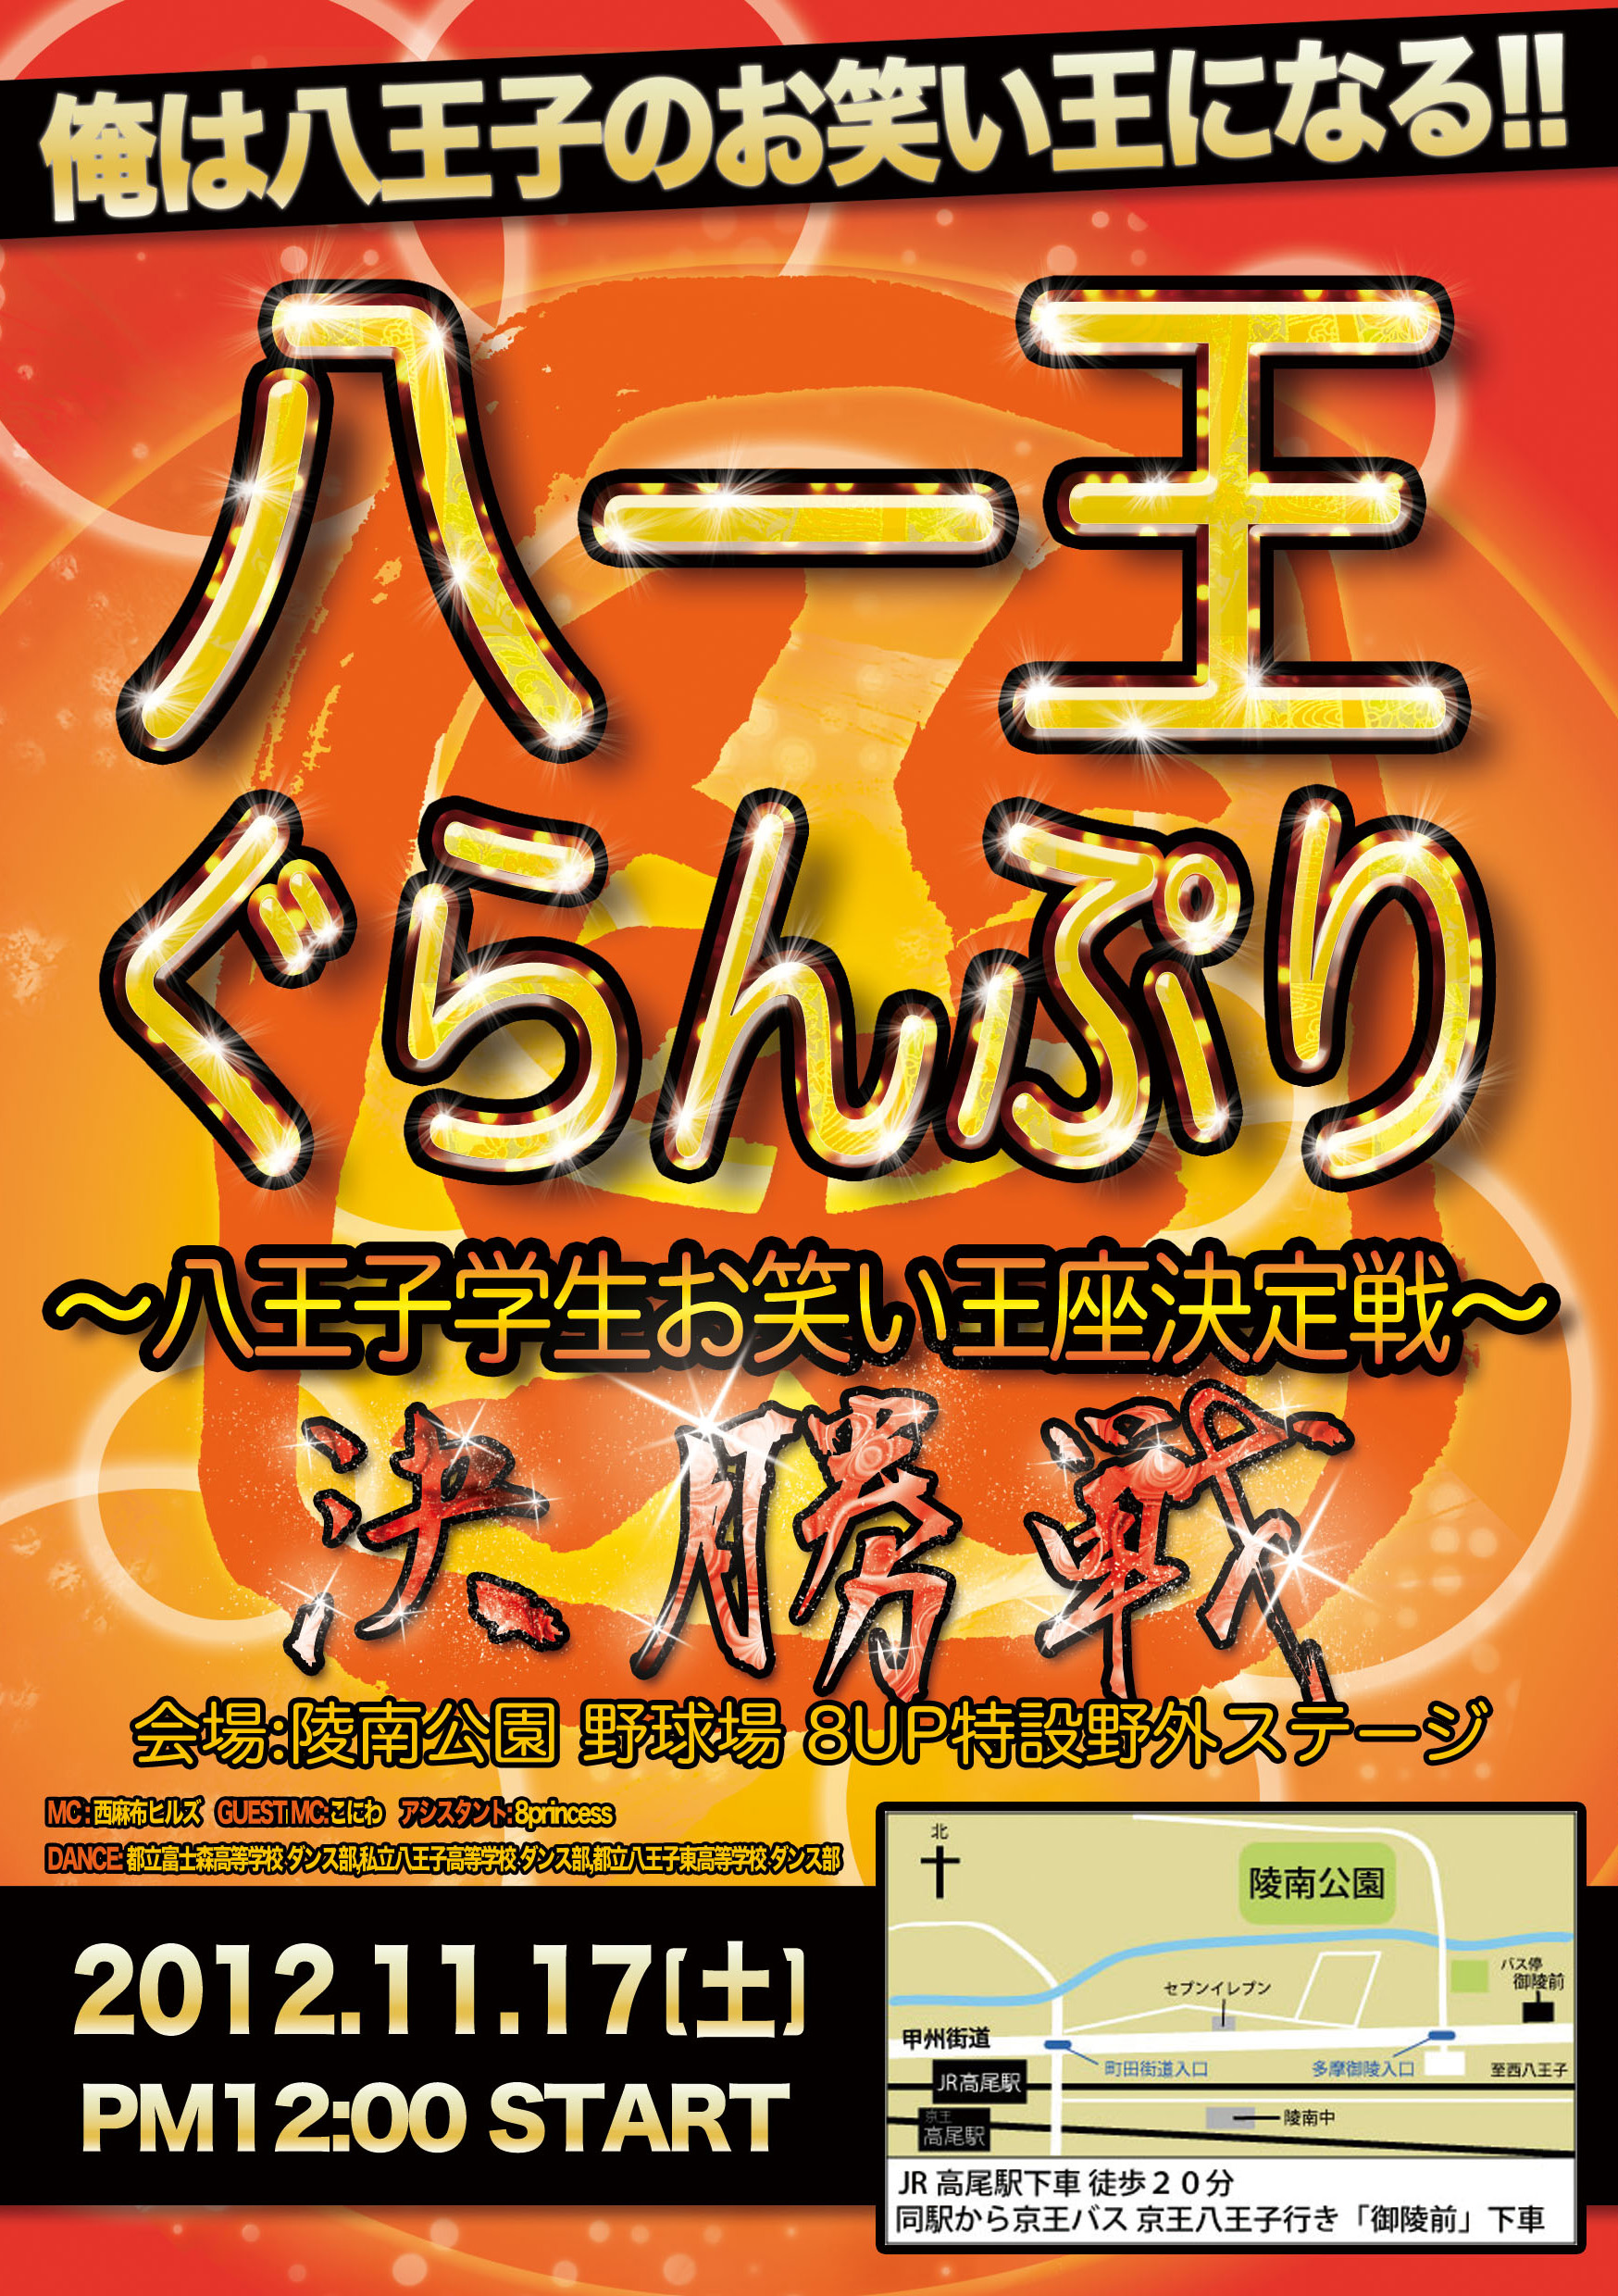 俺は八王子のお笑い王になる!!
八一王
ぐらんぷり
～八王子学生お笑い王座決定戦～
決勝戦
会場:陵南公園 野球場 8UP特設野外ステージ
MC:西麻布ヒルズ GUEST MC:こにわ アシスタント:8princess
DANCE:都立富士森高等学校 ダンス部,私立八王子高等学校 ダンス部,都立八王子東高等学校 ダンス部
2012.11.17(土)
PM12:00 START
北
陵南公園
バス停
御陵前
セブンイレブン
甲州街道
町田街道入口
多摩御陵入口
至西八王子
JR高尾駅
京王
高尾駅
陵南中
JR 高尾駅下車 徒歩２０分
同駅から京王バス 京王八王子行き「御陵前」下車